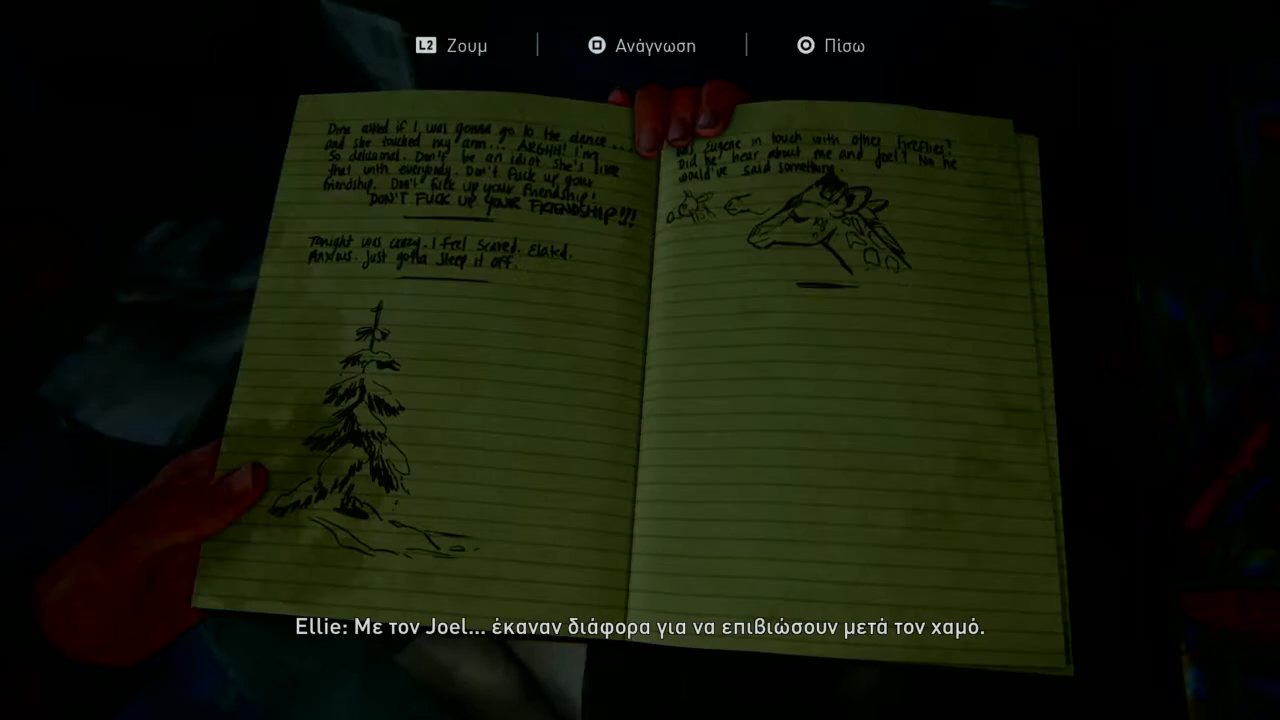 L2 Ζουμ Ανάγνωση Πίσω
Dina asked if I was gonna go to the dance...
and she touched my arm... ARGHH! I'm
so delusional. Don't be an idiot she's like
that with everybody. Don't fuck up your
friendship. Don't fuck up your friendship!
DON'T FUCK UP YOUR FRIENDSHIP!!!
Tonight was crazy. I feel scared. Elated.
Anxious. Just gotta sleep it off.
Eugene in touch with other Fireflies?
Did he hear about me and Joel? No he
would've said something.
Ellie: Με τον Joel... έκαναν διάφορα για να επιβιώσουν μετά τον χαμό.